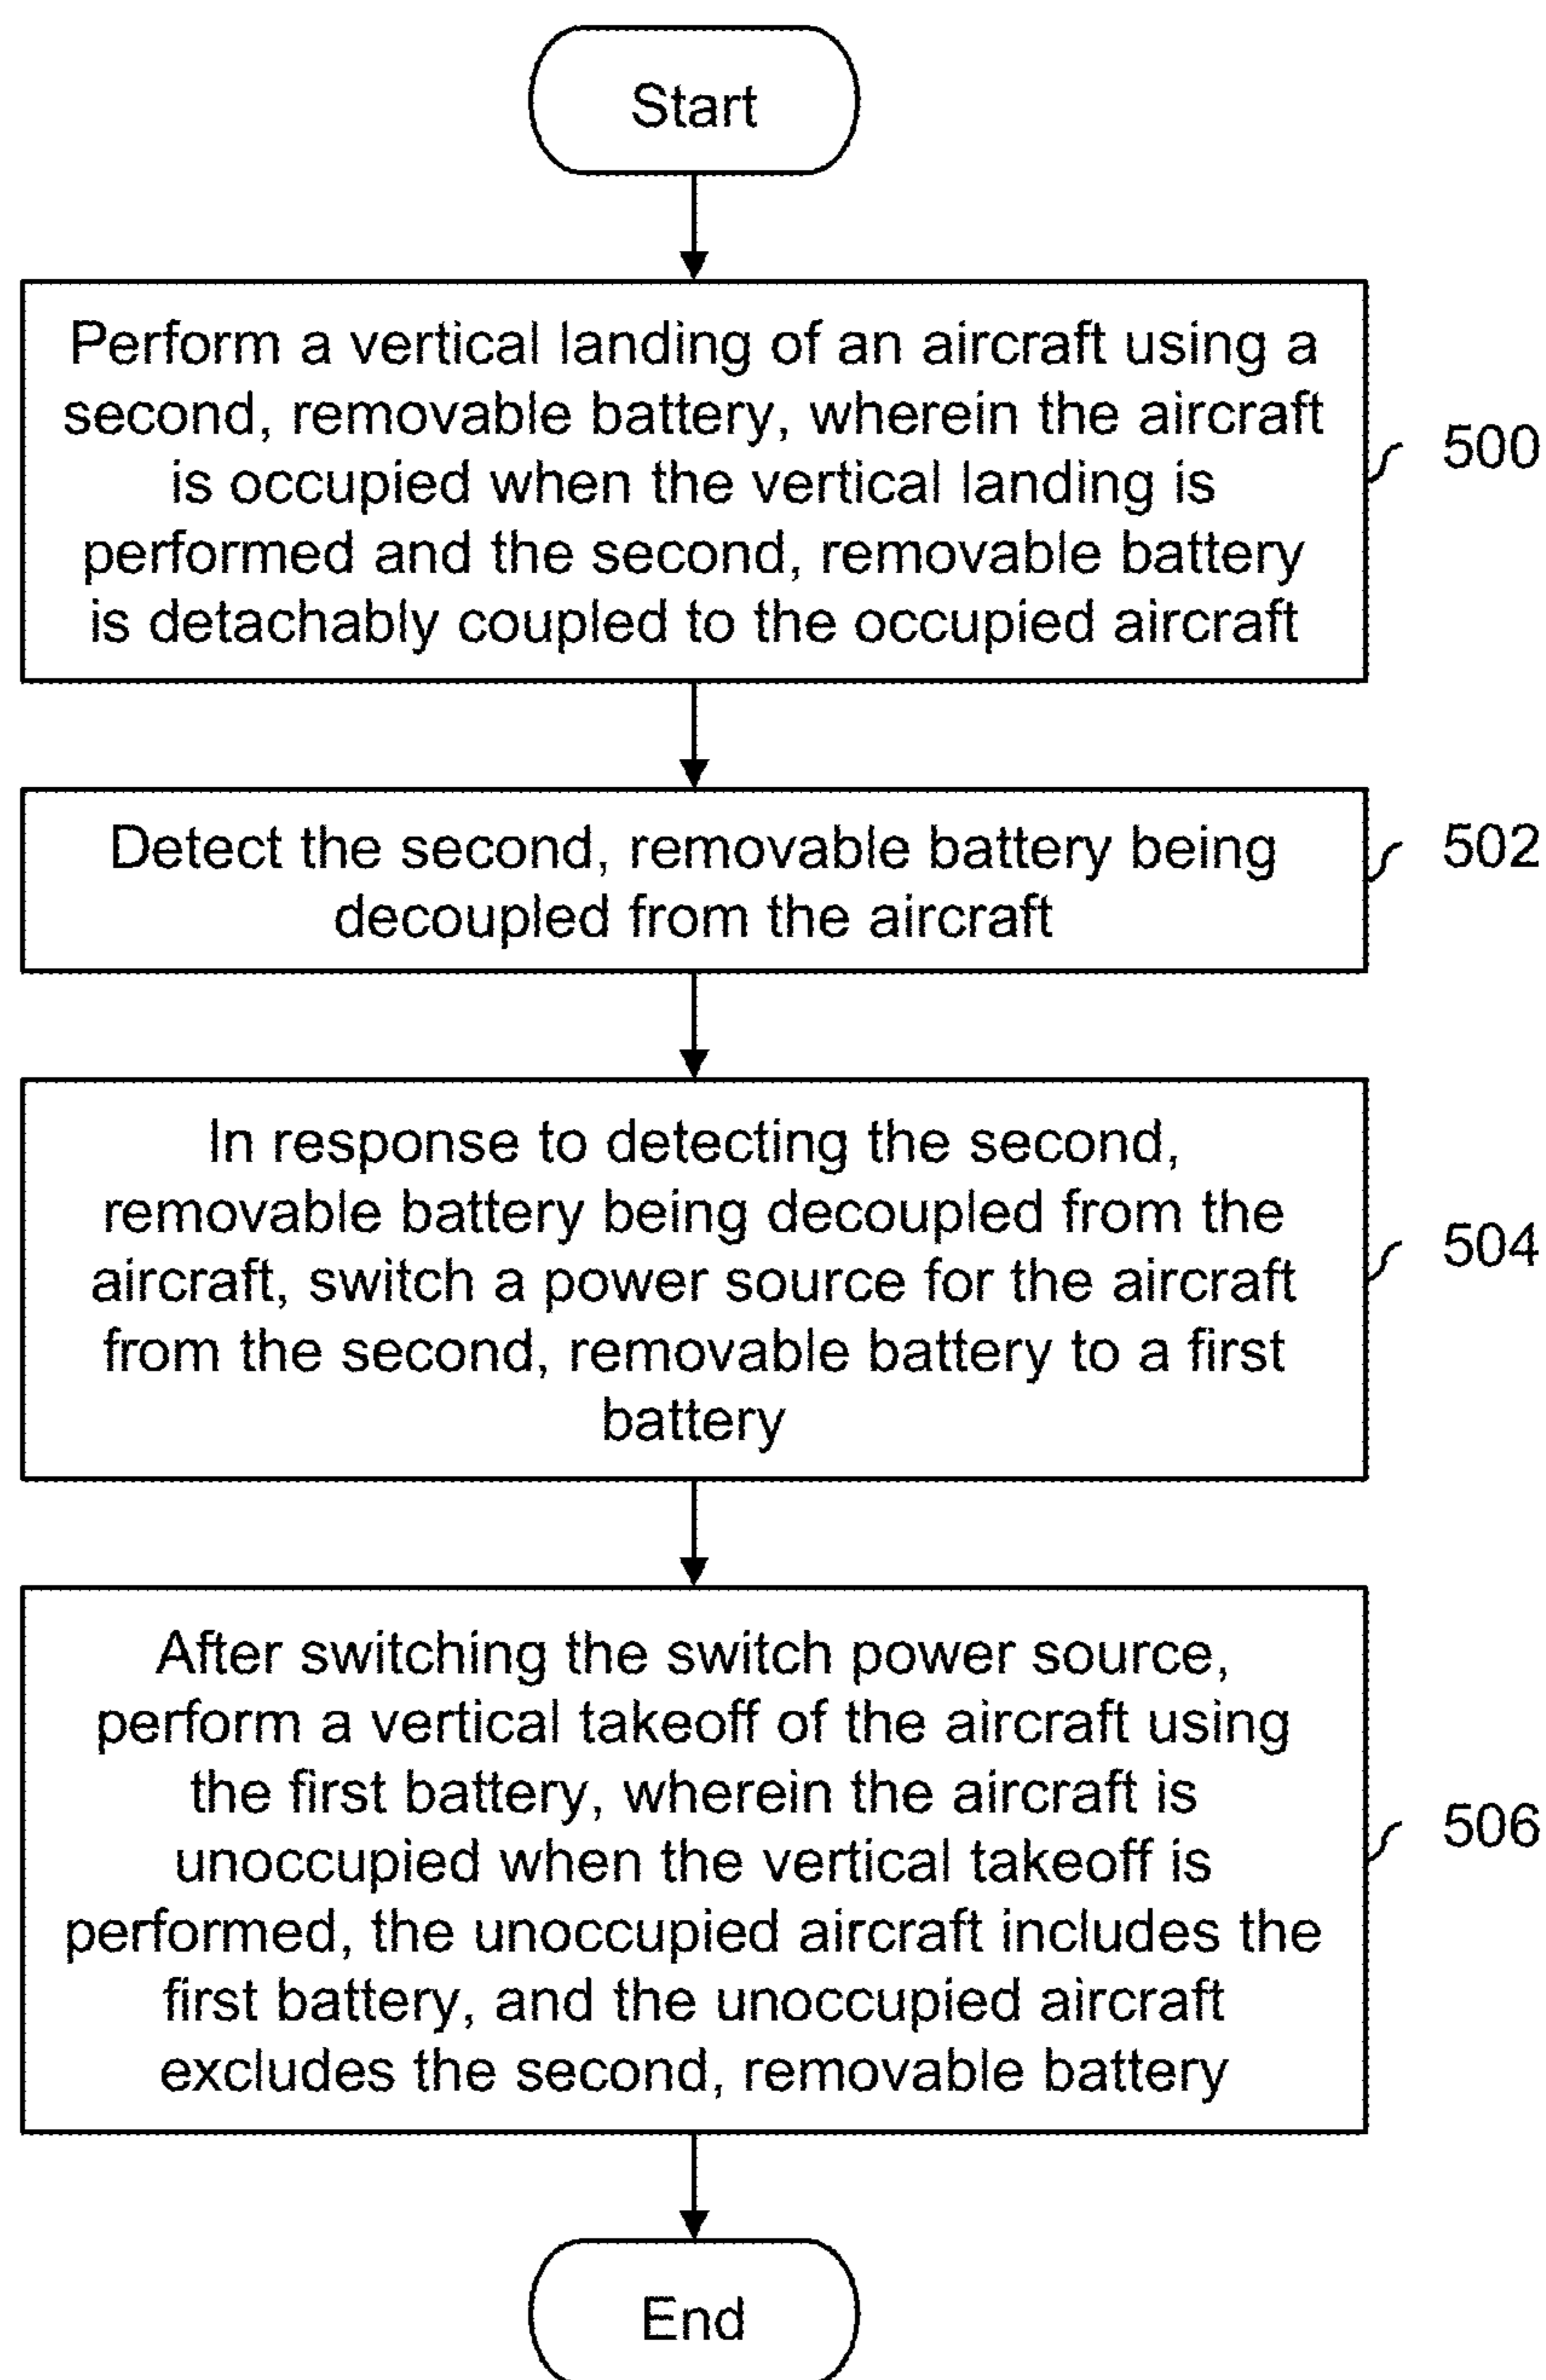 Start
Perform a vertical landing of an aircraft using a
second, removable battery, wherein the aircraft
is occupied when the vertical landing is
performed and the second, removable battery
is detachably coupled to the occupied aircraft
500
Detect the second, removable battery being
decoupled from the aircraft
502
In response to detecting the second,
removable battery being decoupled from the
aircraft, switch a power source for the aircraft
from the second, removable battery to a first
battery
504
After switching the switch power source,
perform a vertical takeoff of the aircraft using
the first battery, wherein the aircraft is
unoccupied when the vertical takeoff is
performed, the unoccupied aircraft includes the
first battery, and the unoccupied aircraft
excludes the second, removable battery
506
End